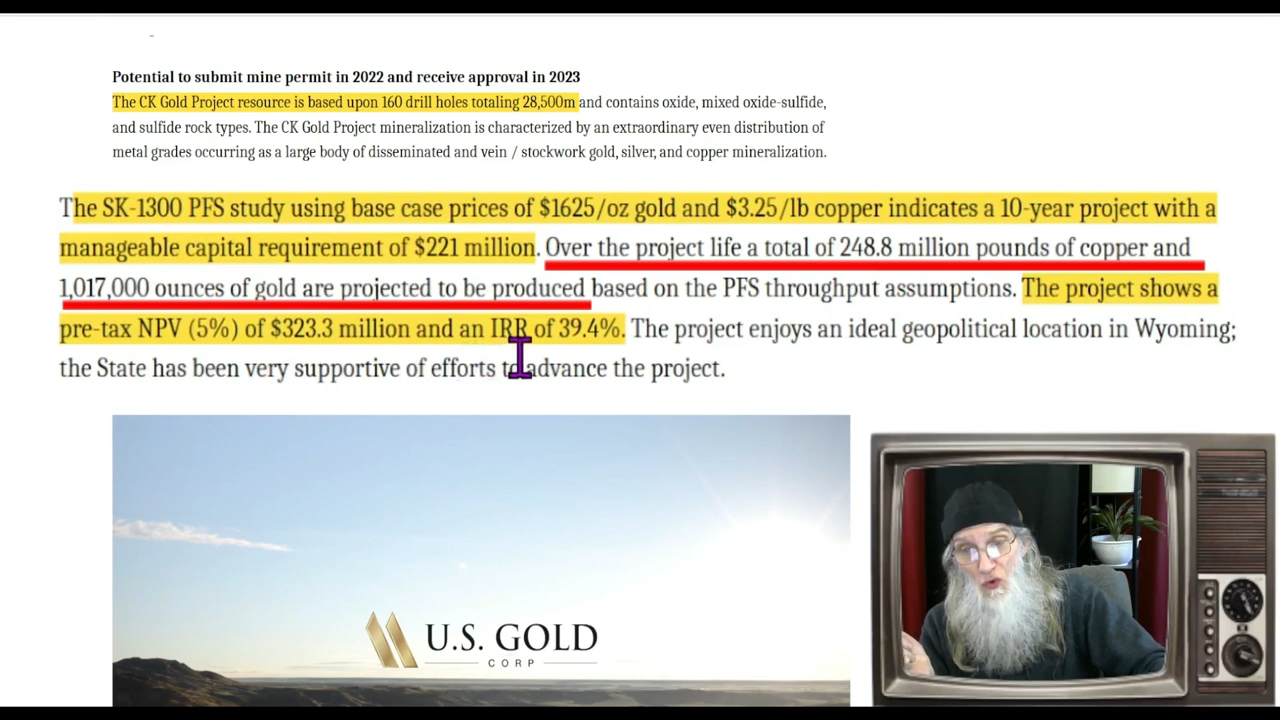 Potential to submit mine permit in 2022 and receive approval in 2023
The CK Gold Project resource is based upon 160 drill holes totaling 28,500m and contains oxide, mixed oxide-sulfide,
and sulfide rock types. The CK Gold Project mineralization is characterized by an extraordinary even distribution of
metal grades occurring as a large body of disseminated and vein / stockwork gold, silver, and copper mineralization.
The SK-1300 PFS study using base case prices of $1625/oz gold and $3.25/lb copper indicates a 10-year project with a
manageable capital requirement of $221 million. Over the project life a total of 248.8 million pounds of copper and
1,017,000 ounces of gold are projected to be produced based on the PFS throughput assumptions. The project shows a
pre-tax NPV (5%) of $323.3 million and an IRR of 39.4%. The project enjoys an ideal geopolitical location in Wyoming;
the State has been very supportive of efforts to advance the project.
U.S. GOLD
CORP